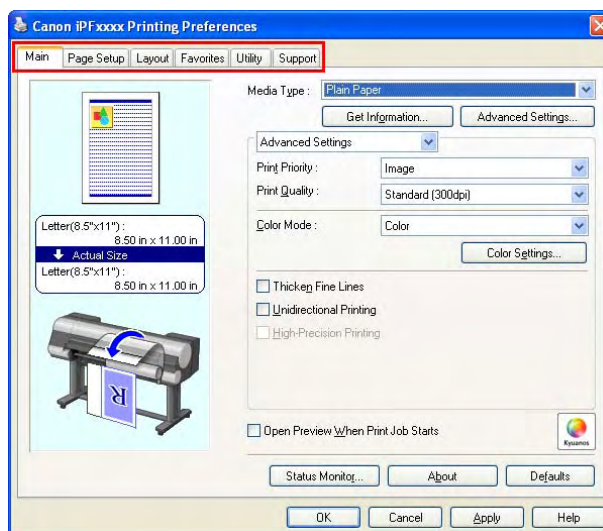 Canon iPFxxxx Printing Preferences
Main Page Setup Layout Favorites Utility Support
Media Type : Plain Paper
Get Information... Advanced Settings...
Advanced Settings
Print Priority : Image
Print Quality : Standard (300dpi)
Color Mode : Color
Color Settings...
Thicken Fine Lines
Unidirectional Printing
High-Precision Printing
Letter(8.5"x11") :
8.50 in x 11.00 in
Actual Size
Letter(8.5"x11") :
8.50 in x 11.00 in
R
Open Preview When Print Job Starts
Kyuanos
Status Monitor... About Defaults
OK Cancel Apply Help